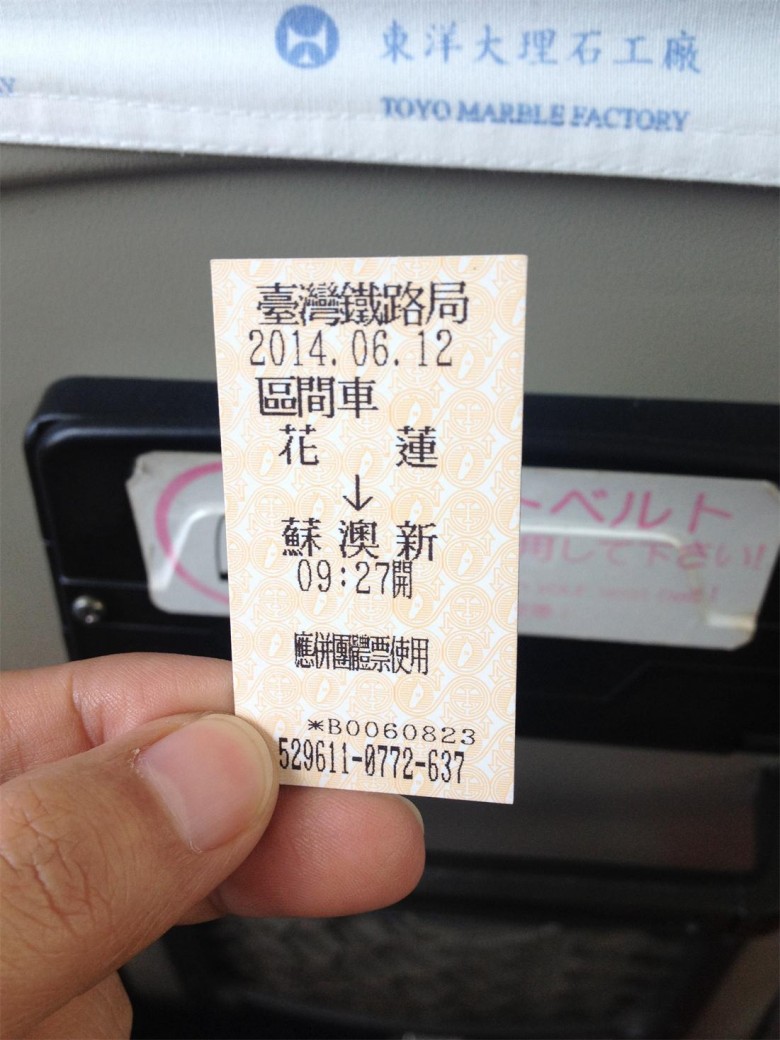 東洋大理石工廠
TOYO MARBLE FACTORY
臺灣鐵路局
2014.06.12
區間車
花蓮
↓
蘇澳新
09:27開
應併團體票使用
*B0060823
529611-0772-637
ーベルト
用して下さい!